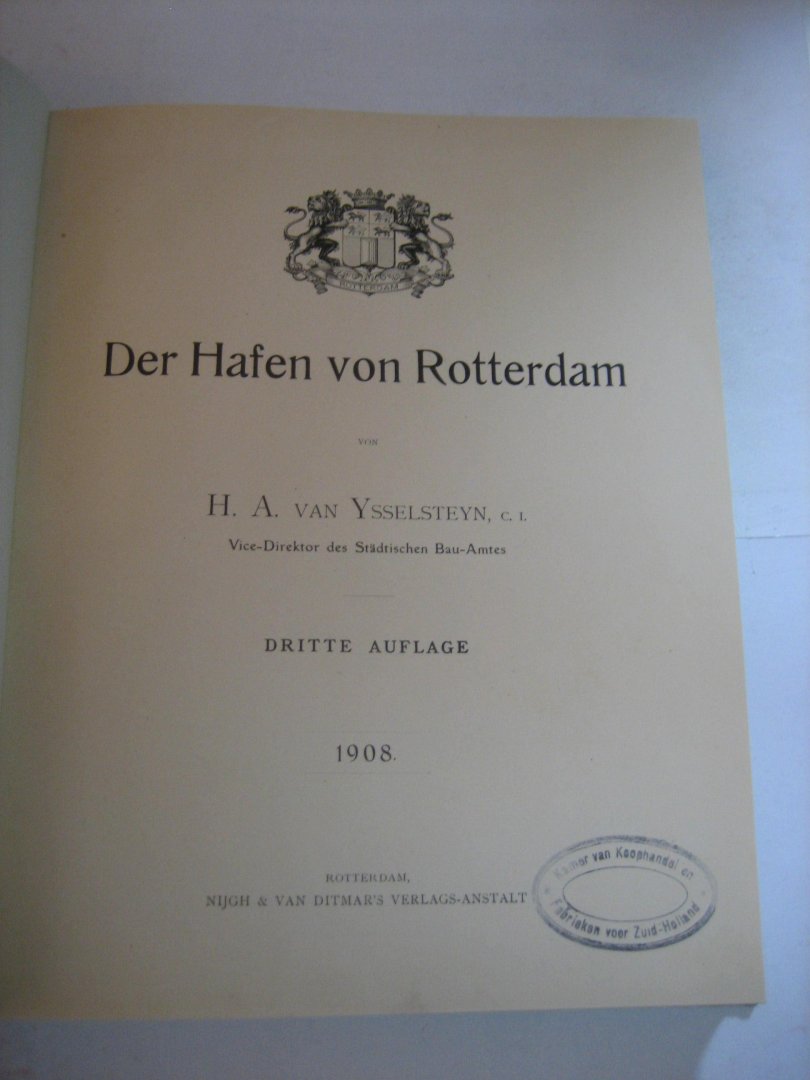 ROTTERDAM
Der Hafen von Rotterdam
VON
H. A. VAN YSSELSTEYN, C. I.
Vice-Direktor des Städtischen Bau-Amtes
DRITTE AUFLAGE
1908.
ROTTERDAM,
NIJGH & VAN DITMAR'S VERLAGS-ANSTALT
Kamer van Koophandel en
Fabrieken voor Zuid-Holland